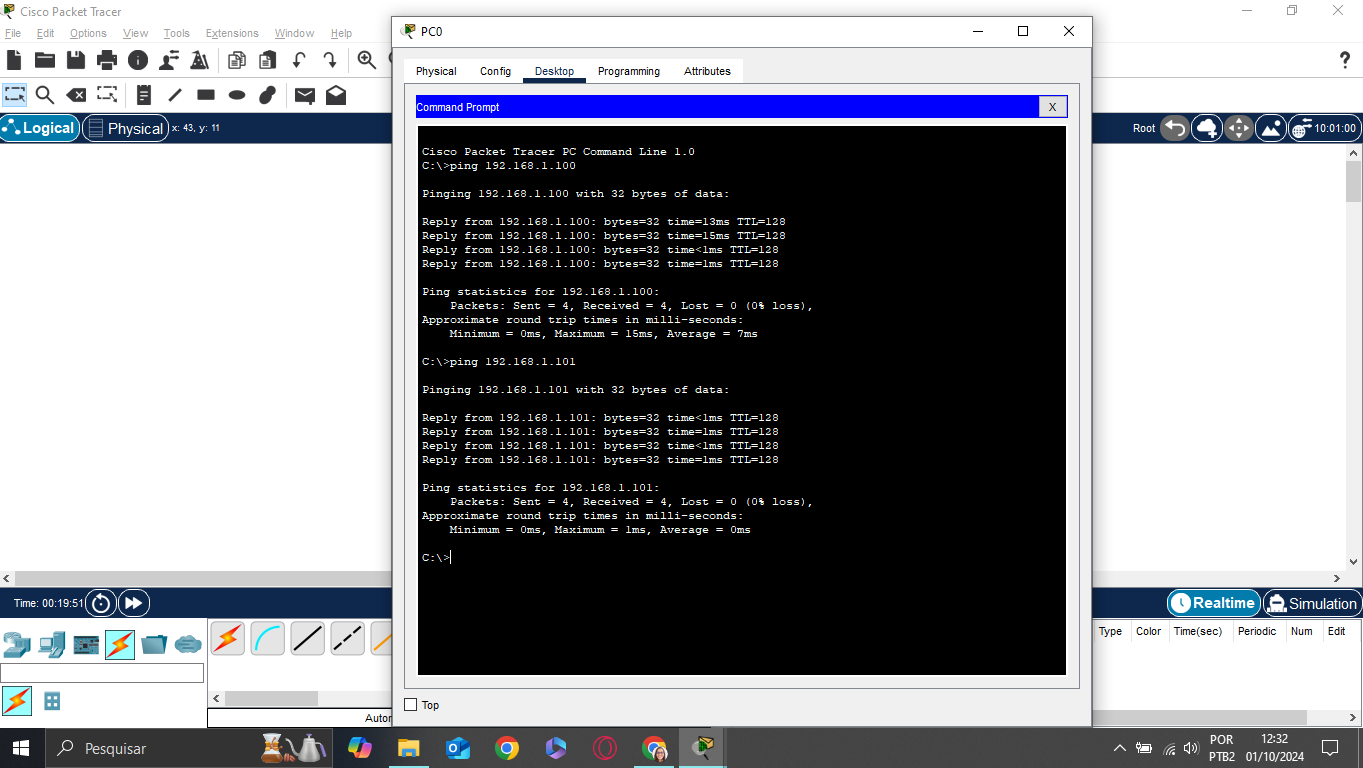 Cisco Packet Tracer
File Edit Options View Tools Extensions Window Help
Logical
Physical
x: 43, y: 11
Root
10:01:00
PC0
Physical Config Desktop Programming Attributes
Command Prompt
X
Cisco Packet Tracer PC Command Line 1.0
C:\>ping 192.168.1.100
Pinging 192.168.1.100 with 32 bytes of data:
Reply from 192.168.1.100: bytes=32 time=13ms TTL=128
Reply from 192.168.1.100: bytes=32 time=15ms TTL=128
Reply from 192.168.1.100: bytes=32 time<1ms TTL=128
Reply from 192.168.1.100: bytes=32 time=1ms TTL=128
Ping statistics for 192.168.1.100:
Packets: Sent = 4, Received = 4, Lost = 0 (0% loss),
Approximate round trip times in milli-seconds:
Minimum = 0ms, Maximum = 15ms, Average = 7ms
C:\>ping 192.168.1.101
Pinging 192.168.1.101 with 32 bytes of data:
Reply from 192.168.1.101: bytes=32 time<1ms TTL=128
Reply from 192.168.1.101: bytes=32 time=1ms TTL=128
Reply from 192.168.1.101: bytes=32 time<1ms TTL=128
Reply from 192.168.1.101: bytes=32 time=1ms TTL=128
Ping statistics for 192.168.1.101:
Packets: Sent = 4, Received = 4, Lost = 0 (0% loss),
Approximate round trip times in milli-seconds:
Minimum = 0ms, Maximum = 1ms, Average = 0ms
C:\>
Top
Time: 00:19:51
Realtime
Simulation
Type Color Time(sec) Periodic Num Edit
Autor
Pesquisar
POR
PTB2
12:32
01/10/2024